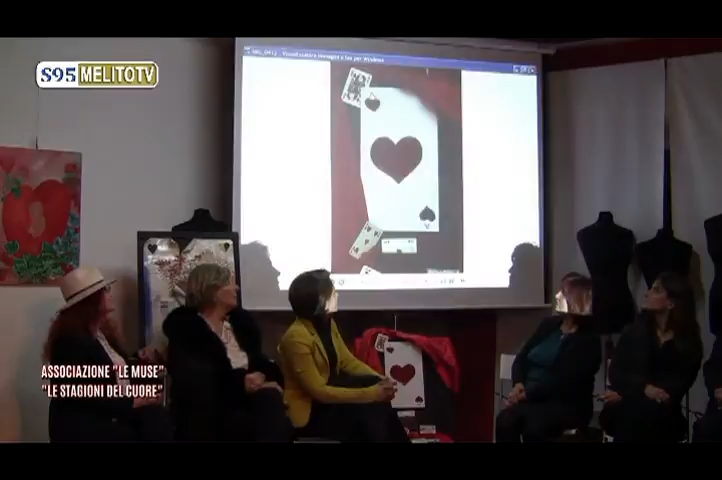 S95 MELITOTV
ASSOCIAZIONE "LE MUSE"
"LE STAGIONI DEL CUORE"